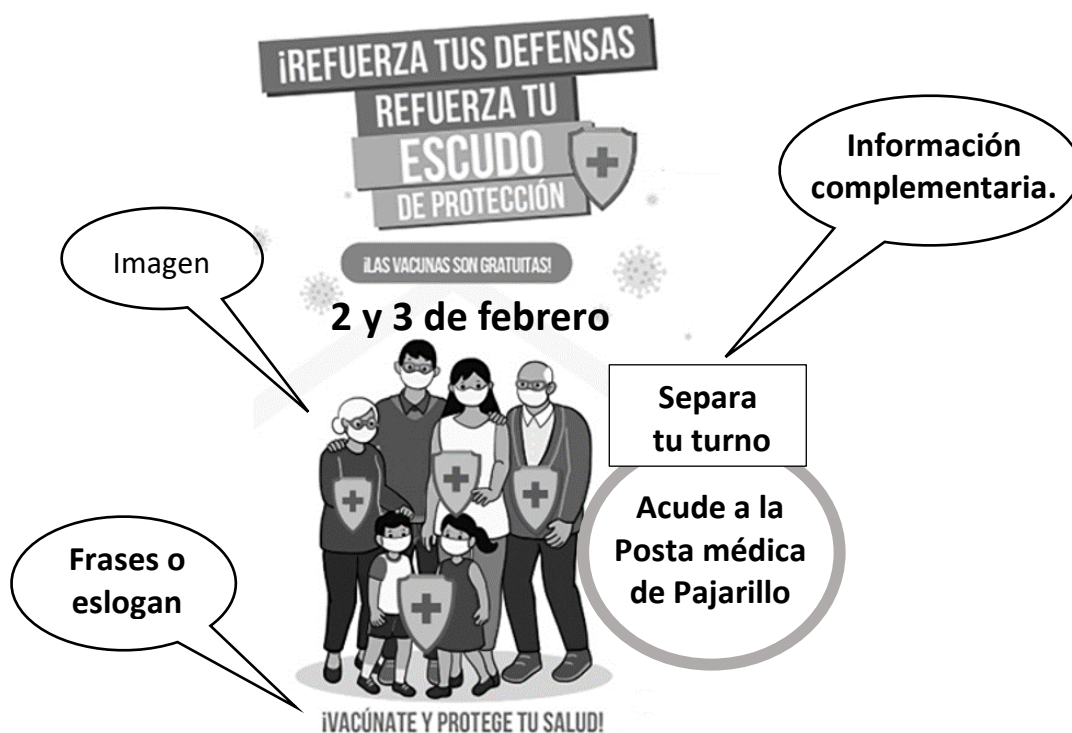 ¡REFUERZA TUS DEFENSAS
REFUERZA TU
ESCUDO
DE PROTECCIÓN
Información
complementaria.
Imagen
¡LAS VACUNAS SON GRATUITAS!
2 y 3 de febrero
Separa
tu turno
Acude a la
Posta médica
de Pajarillo
Frases o
eslogan
¡VACÚNATE Y PROTEGE TU SALUD!